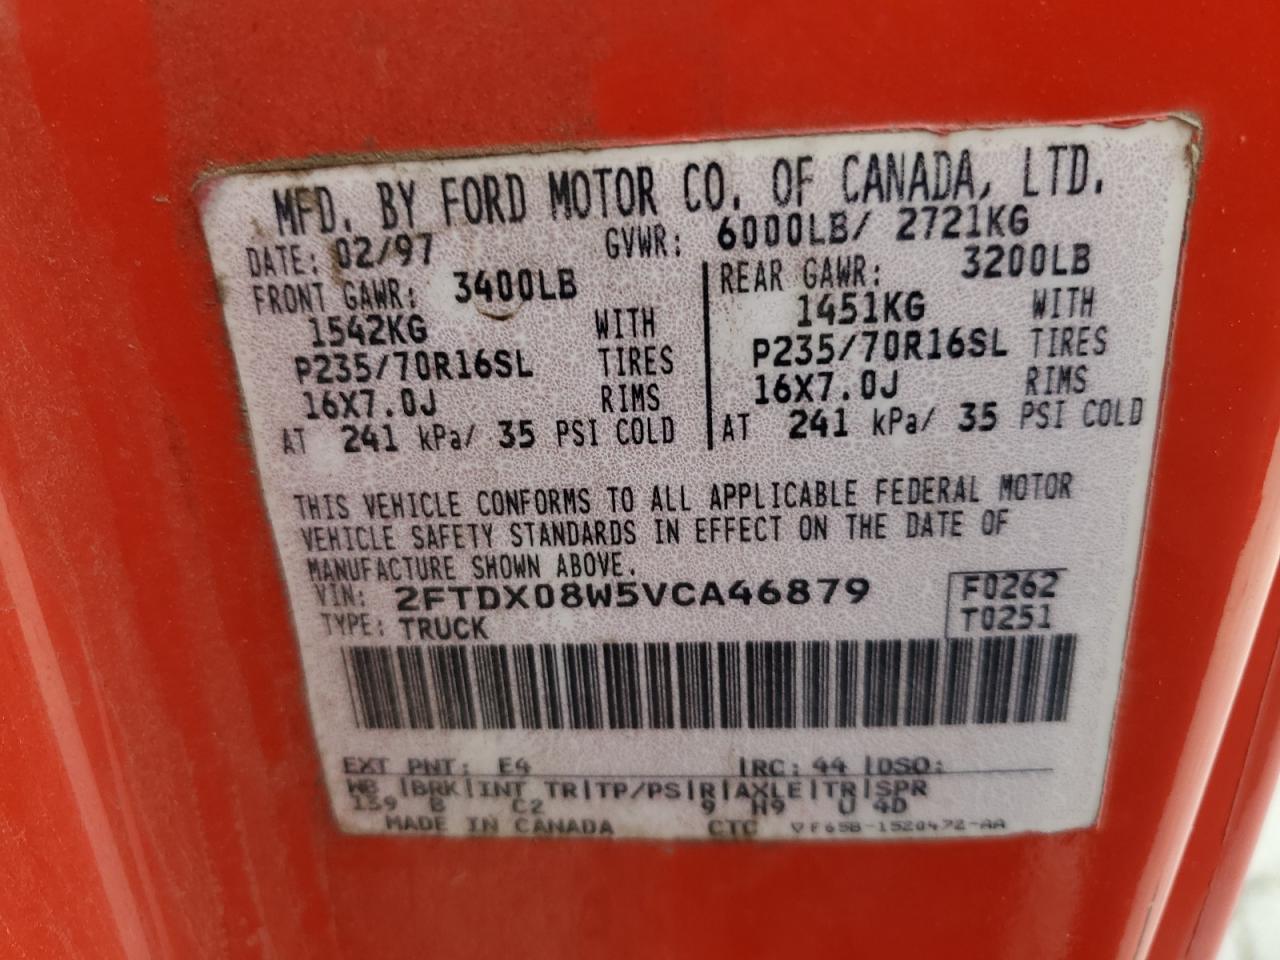 MFD. BY FORD MOTOR CO. OF CANADA, LTD.
DATE: 02/97 GVWR: 6000LB/ 2721KG
FRONT GAWR: 3400LB REAR GAWR: 3200LB
1542KG WITH 1451KG WITH
P235/70R16SL TIRES P235/70R16SL TIRES
16X7.0J RIMS 16X7.0J RIMS
AT 241 kPa/ 35 PSI COLD AT 241 kPa/ 35 PSI COLD
THIS VEHICLE CONFORMS TO ALL APPLICABLE FEDERAL MOTOR
VEHICLE SAFETY STANDARDS IN EFFECT ON THE DATE OF
MANUFACTURE SHOWN ABOVE.
VIN: 2FTDX08W5VCA46879 F0262
TYPE: TRUCK T0251
EXT PNT: E4 |RC: 44 |DSO:
WB |BRK|INT TR|TP/PS|R|AXLE|TR|SPR
139 B C2 9 H9 U 4D
MADE IN CANADA CTC F65B-1520472-AA